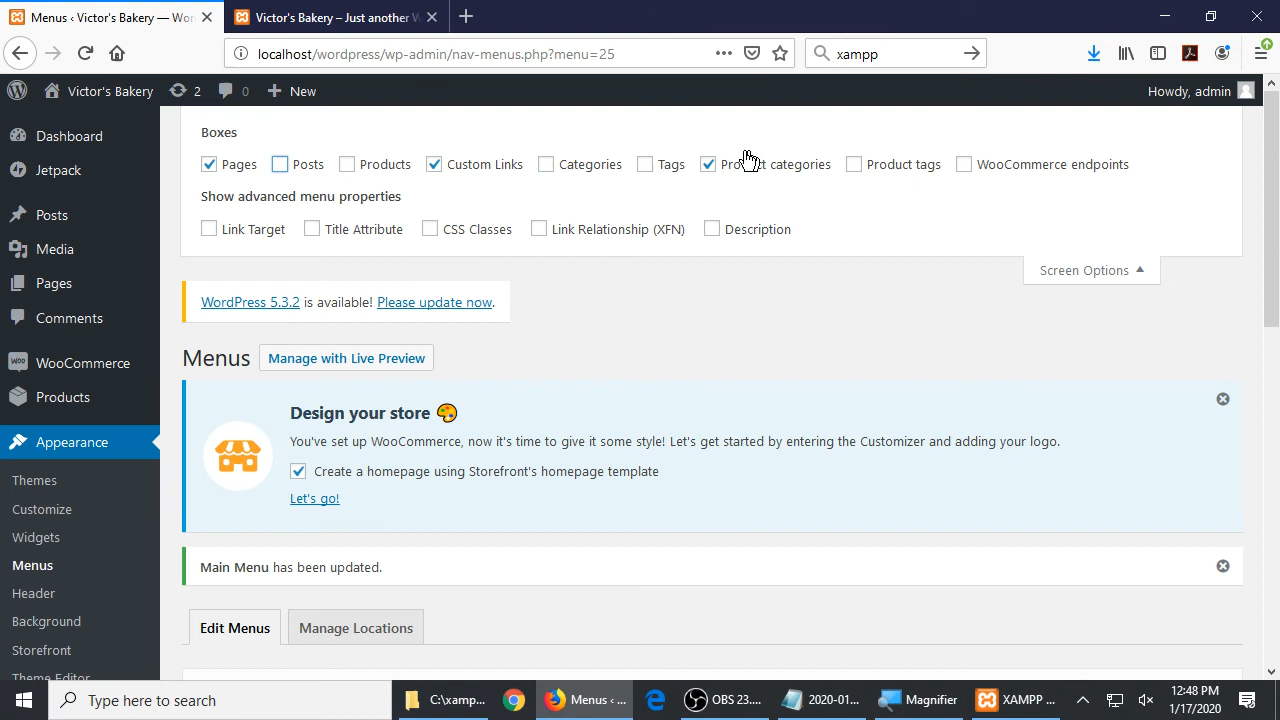 Menus ‹ Victor's Bakery — Wor
Victor's Bakery – Just another W
localhost/wordpress/wp-admin/nav-menus.php?menu=25
xampp
Victor's Bakery
2
0
New
Howdy, admin
Dashboard
Jetpack
Posts
Media
Pages
Comments
WooCommerce
Products
Appearance
Themes
Customize
Widgets
Menus
Header
Background
Storefront
Theme Editor
Boxes
Pages Posts Products Custom Links Categories Tags Product categories Product tags WooCommerce endpoints
Show advanced menu properties
Link Target Title Attribute CSS Classes Link Relationship (XFN) Description
Screen Options
WordPress 5.3.2 is available! Please update now.
Menus Manage with Live Preview
Design your store
You've set up WooCommerce, now it's time to give it some style! Let's get started by entering the Customizer and adding your logo.
Create a homepage using Storefront's homepage template
Let's go!
Main Menu has been updated.
Edit Menus Manage Locations
Type here to search
C:\xamp...
Menus ‹ ...
OBS 23....
2020-01...
Magnifier
XAMPP ...
12:48 PM
1/17/2020